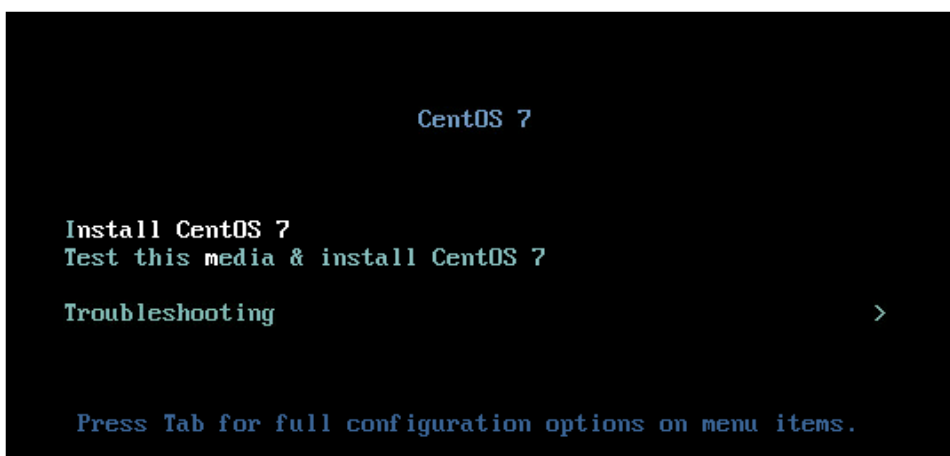 CentOS 7
Install CentOS 7
Test this media & install CentOS 7
Troubleshooting >
Press Tab for full configuration options on menu items.